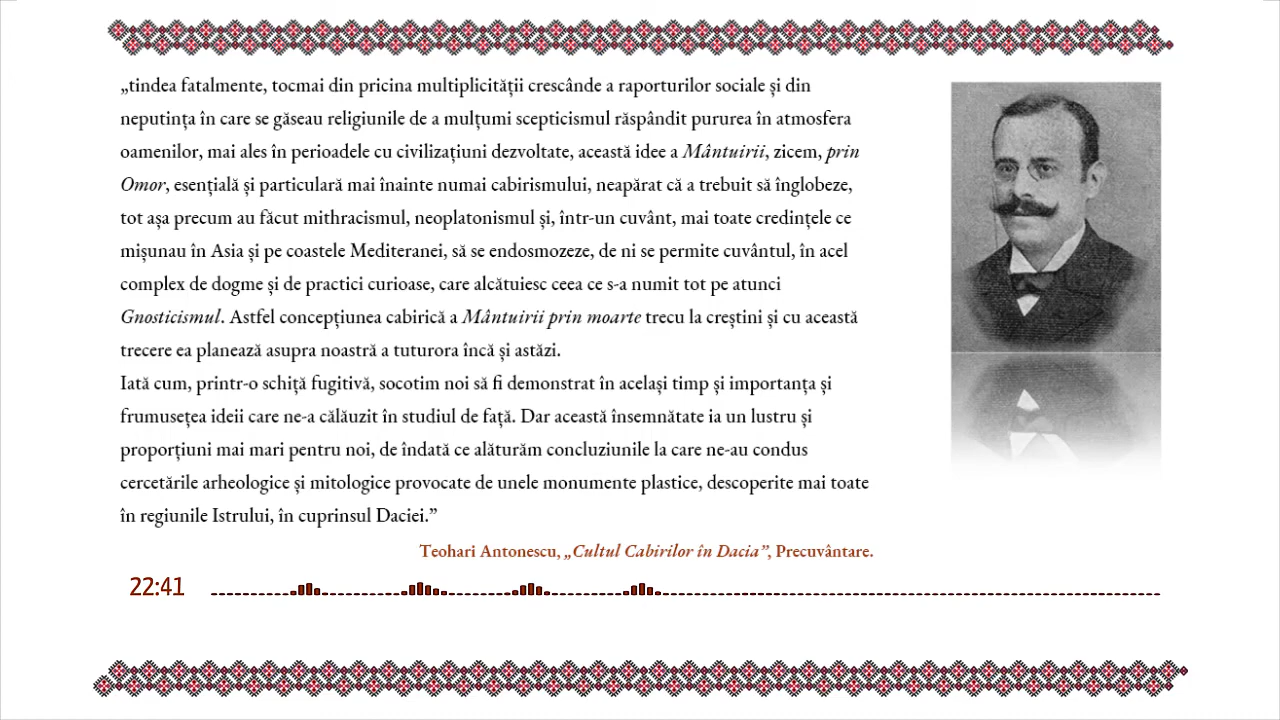 „tindea fatalmente, tocmai din pricina multiplicității crescânde a raporturilor sociale și din
neputința în care se găseau religiunile de a mulțumi scepticismul răspândit pururea în atmosfera
oamenilor, mai ales în perioadele cu civilizațiuni dezvoltate, această idee a Mântuirii, zicem, prin
Omor, esențială și particulară mai înainte numai cabirismului, neapărat că a trebuit să înglobeze,
tot așa precum au făcut mithracismul, neoplatonismul și, într-un cuvânt, mai toate credințele ce
mișunau în Asia și pe coastele Mediteranei, să se endosmozeze, de ni se permite cuvântul, în acel
complex de dogme și de practici curioase, care alcătuiesc ceea ce s-a numit tot pe atunci
Gnosticismul. Astfel concepțiunea cabirică a Mântuirii prin moarte trecu la creștini și cu această
trecere ea planează asupra noastră a tuturora încă și astăzi.
Iată cum, printr-o schiță fugitivă, socotim noi să fi demonstrat în același timp și importanța și
frumusețea ideii care ne-a călăuzit în studiul de față. Dar această însemnătate ia un lustru și
proporțiuni mai mari pentru noi, de îndată ce alăturăm concluziunile la care ne-au condus
cercetările arheologice și mitologice provocate de unele monumente plastice, descoperite mai toate
în regiunile Istrului, în cuprinsul Daciei.”
Teohari Antonescu, „Cultul Cabirilor în Dacia”, Precuvântare.
22:41